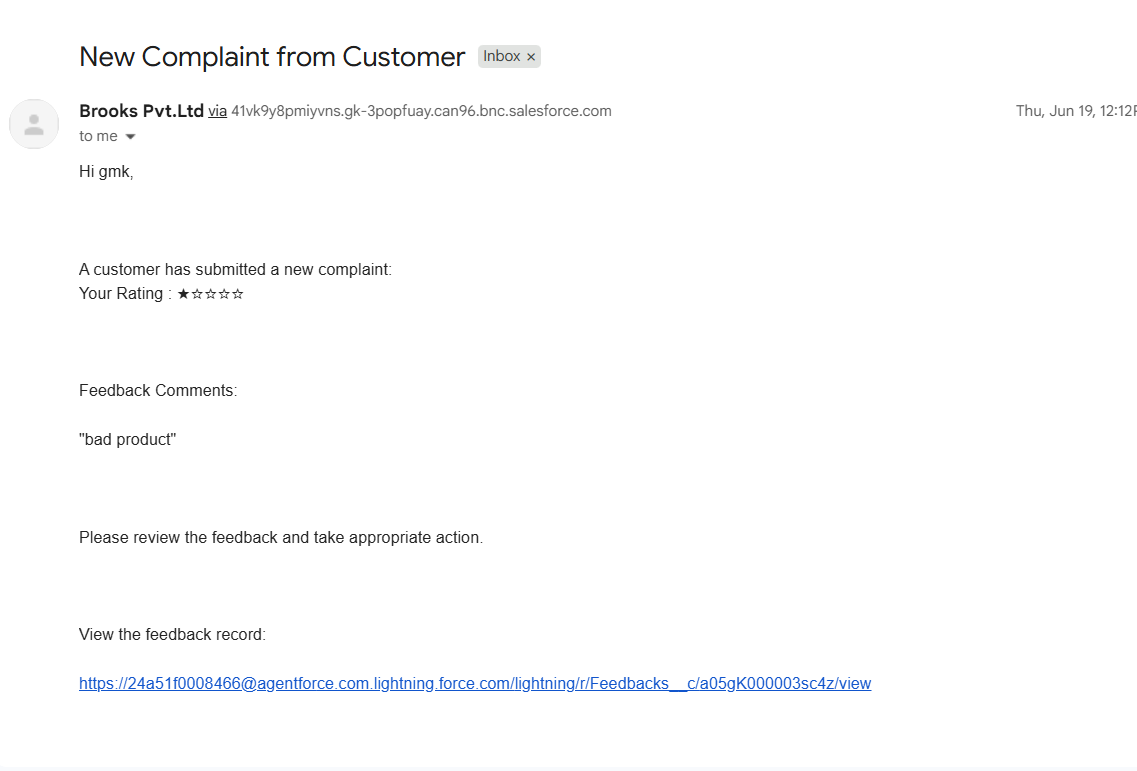 New Complaint from Customer Inbox ×
Brooks Pvt.Ltd via 41vk9y8pmiyvns.gk-3popfuay.can96.bnc.salesforce.com Thu, Jun 19, 12:12P
to me
Hi gmk,
A customer has submitted a new complaint:
Your Rating : ★☆☆☆☆
Feedback Comments:
"bad product"
Please review the feedback and take appropriate action.
View the feedback record:
https://24a51f0008466@agentforce.com.lightning.force.com/lightning/r/Feedbacks__c/a05gK000003sc4z/view